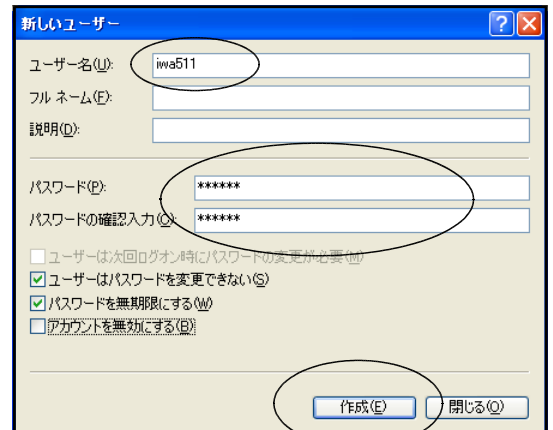 新しいユーザー
ユーザー名(U): iwa511
フル ネーム(F):
説明(D):
パスワード(P): ******
パスワードの確認入力(C): ******
ユーザーは次回ログオン時にパスワードの変更が必要(M)
ユーザーはパスワードを変更できない(S)
パスワードを無期限にする(W)
アカウントを無効にする(B)
作成(E) 閉じる(O)